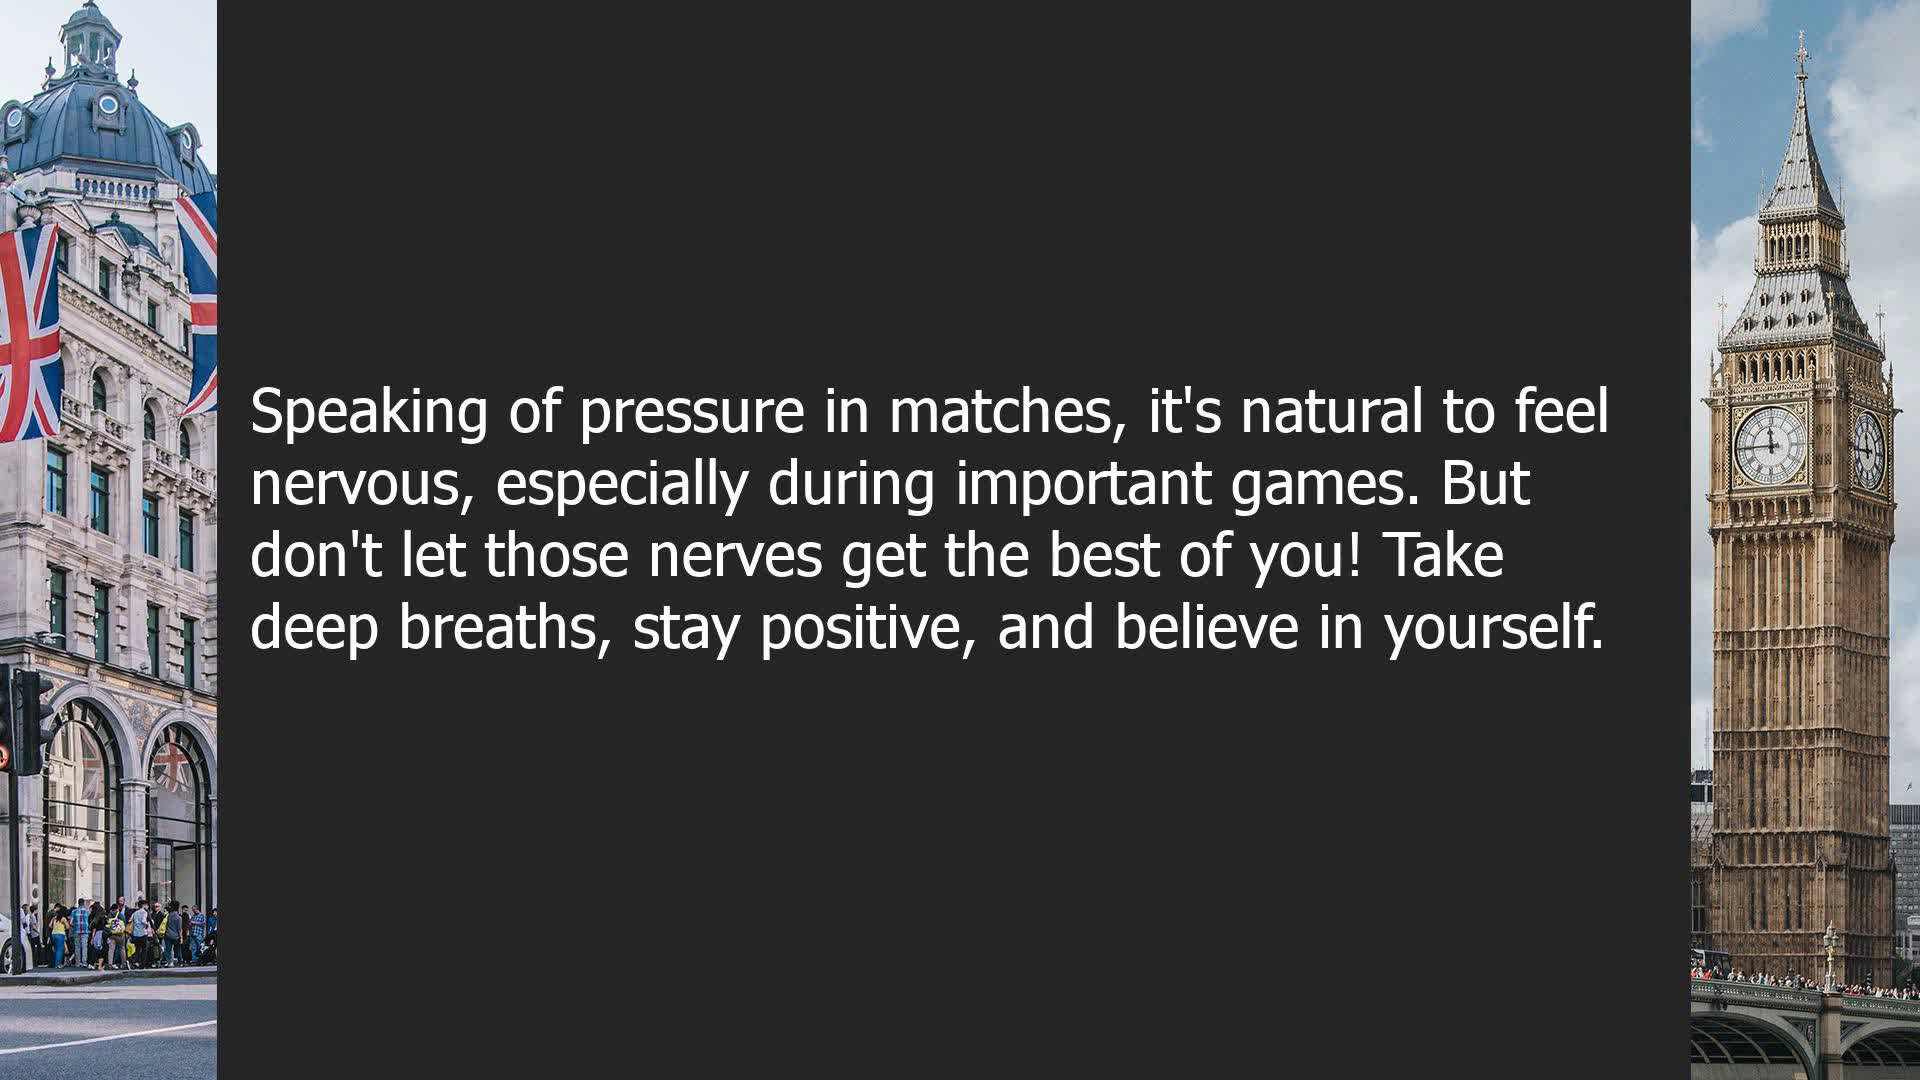 Speaking of pressure in matches, it's natural to feel
nervous, especially during important games. But
don't let those nerves get the best of you! Take
deep breaths, stay positive, and believe in yourself.